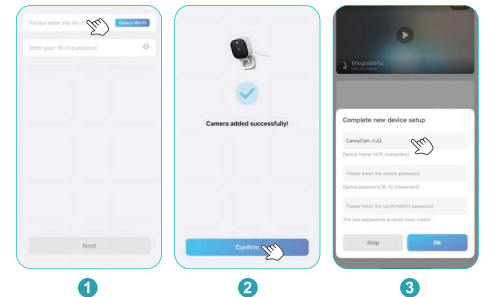 Please enter the Wi-Fi
Select Wi-Fi
Enter your Wi-Fi password
Next
1
Camera added successfully!
Confirm
2
Complete new device setup
CannyCam-FJQ
Device Name (4-15 characters)
Please enter the device password
Device password (6-12 characters)
Please enter the confirmation password
The two passwords entered must match.
Skip
Ok
3